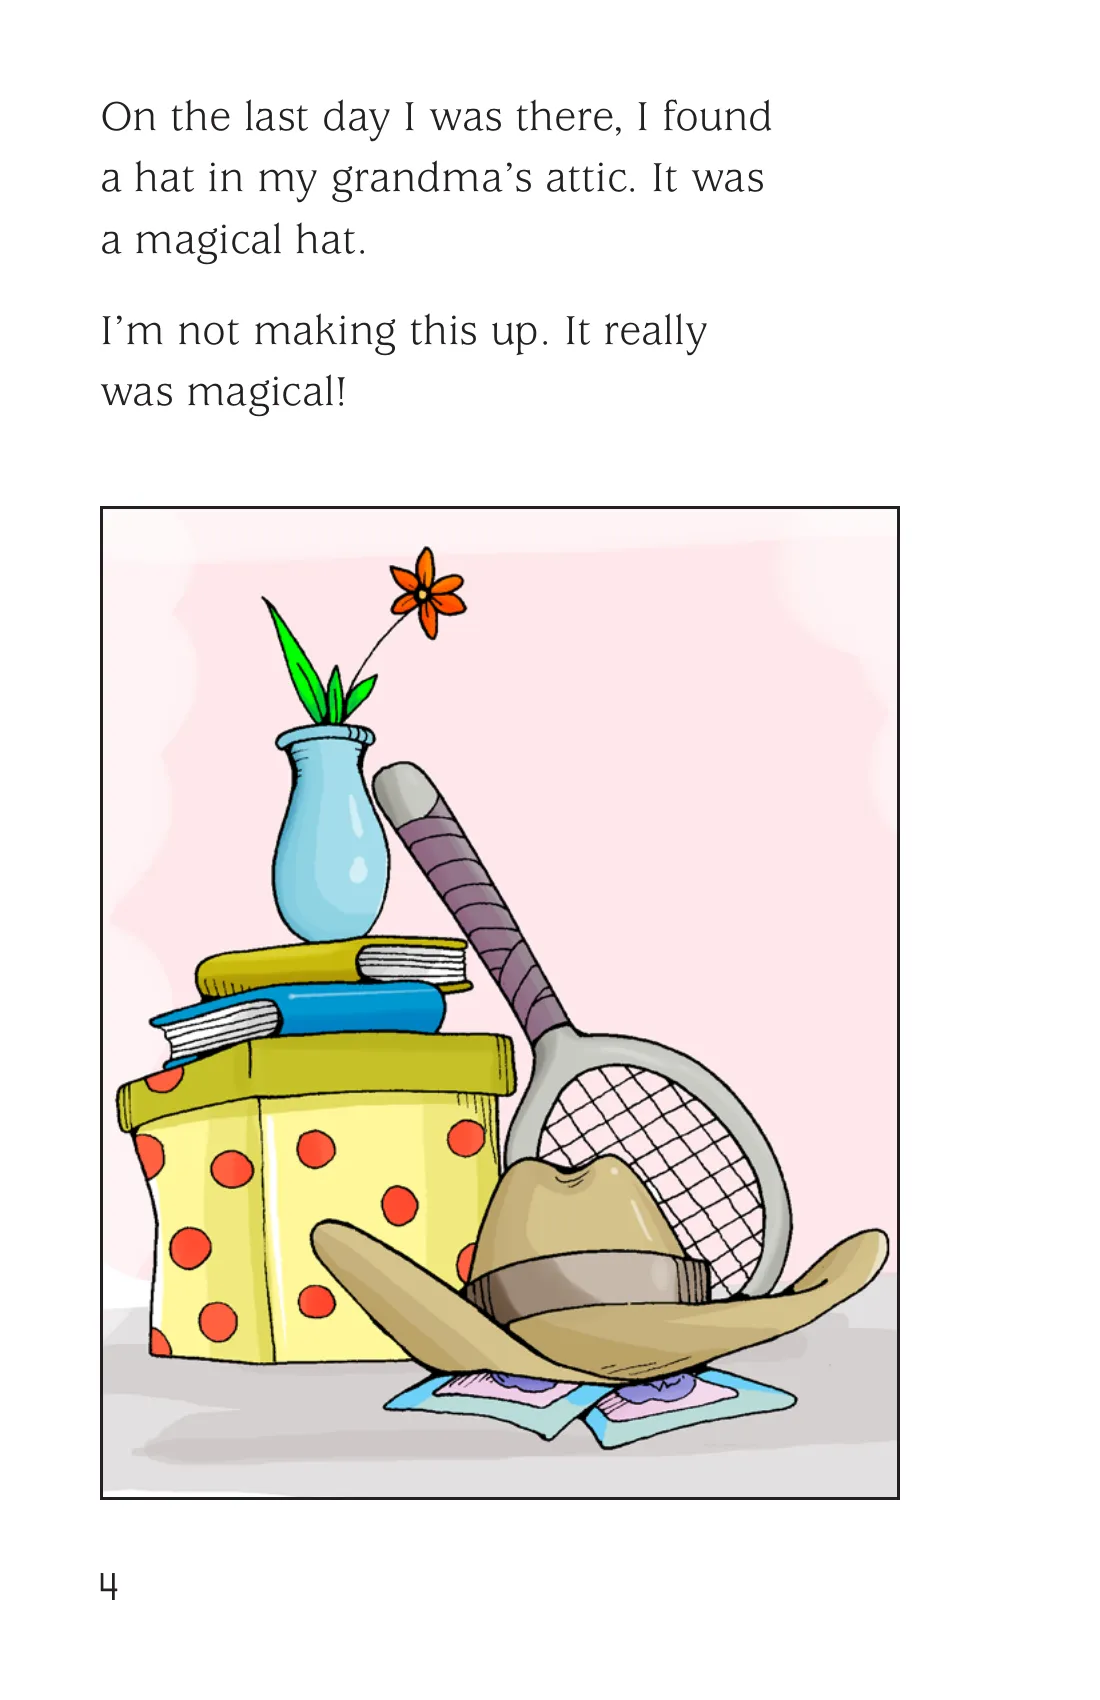 On the last day I was there, I found
a hat in my grandma’s attic. It was
a magical hat.
I’m not making this up. It really
was magical!
4